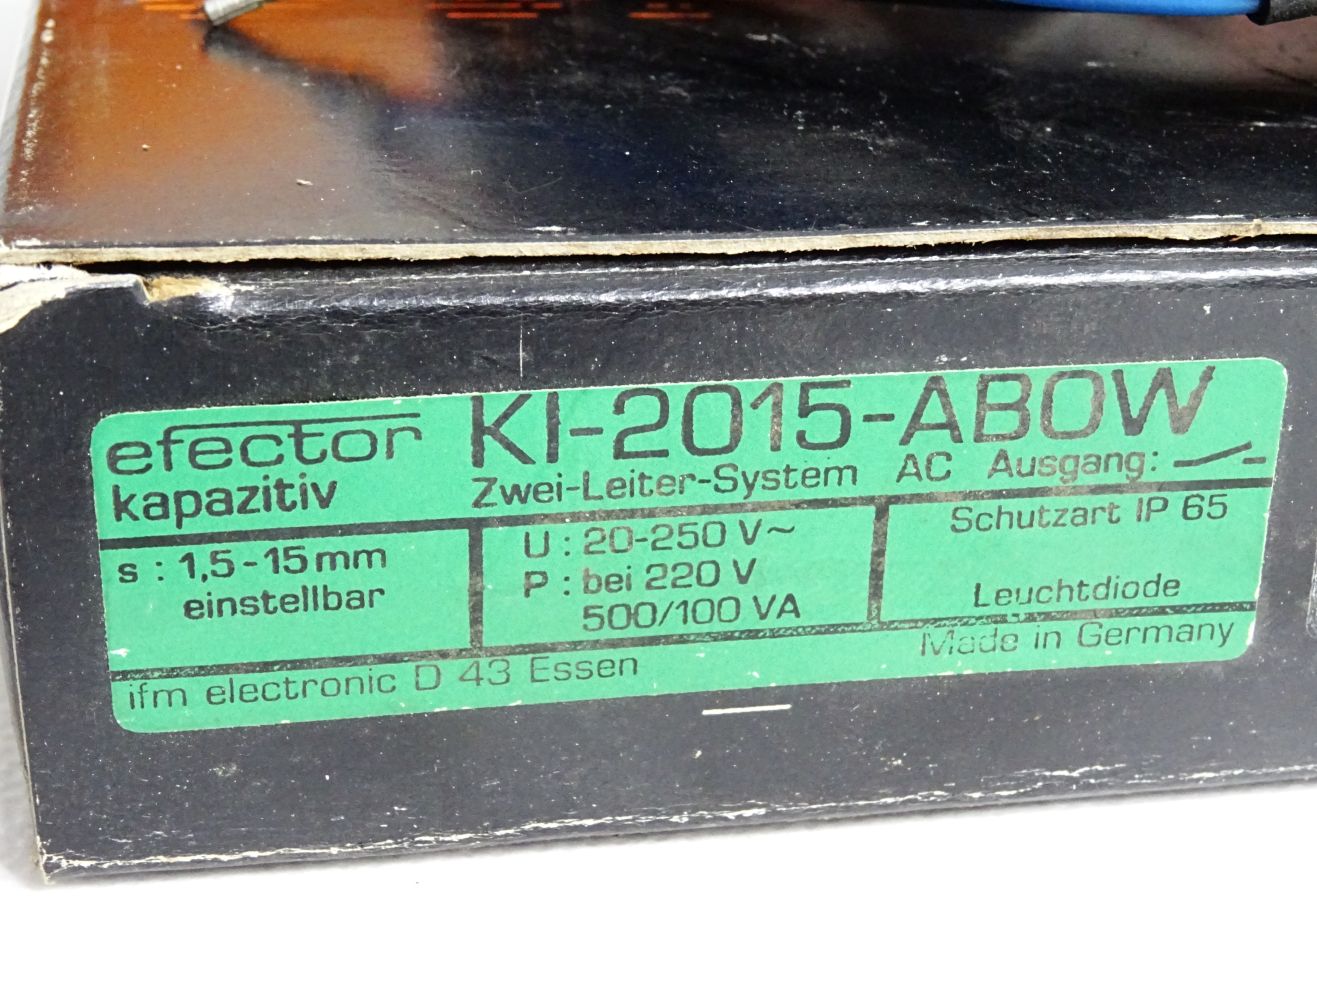 efector KI-2015-ABOW
kapazitiv Zwei-Leiter-System AC Ausgang:
s : 1,5-15 mm
einstellbar
U : 20-250 V~
P : bei 220 V
500/100 VA
Schutzart IP 65
Leuchtdiode
ifm electronic D 43 Essen Made in Germany